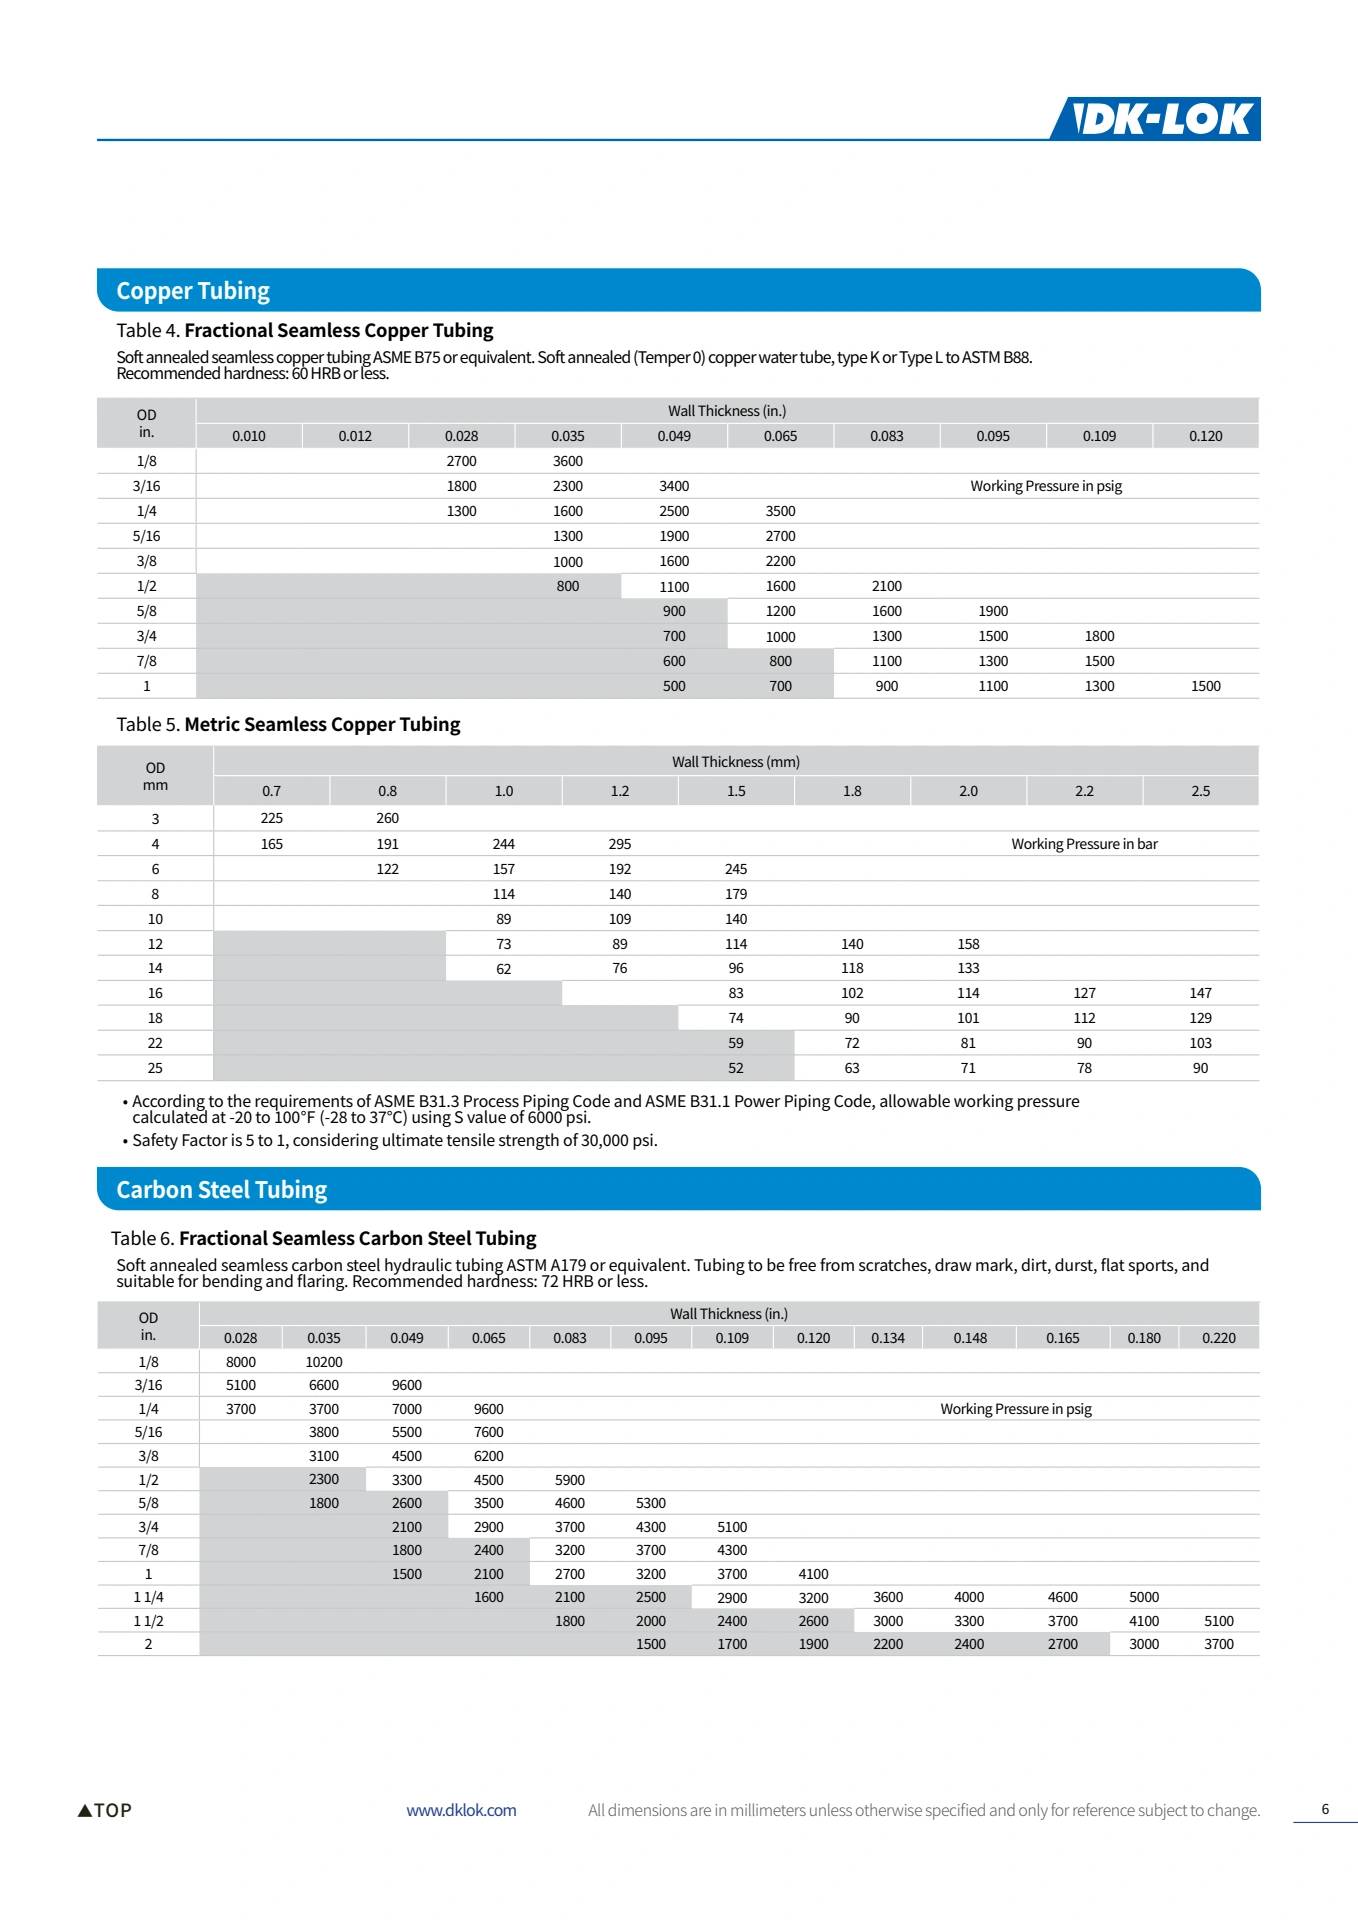 DK-LOK
Copper Tubing
Table 4. Fractional Seamless Copper Tubing
Soft annealed seamless copper tubing ASME B75 or equivalent. Soft annealed (Temper 0) copper water tube, type K or Type L to ASTM B88.
Recommended hardness: 60 HRB or less.
OD in. Wall Thickness (in.)
0.010 0.012 0.028 0.035 0.049 0.065 0.083 0.095 0.109 0.120
1/8 2700 3600
3/16 1800 2300 3400 Working Pressure in psig
1/4 1300 1600 2500 3500
5/16 1300 1900 2700
3/8 1000 1600 2200
1/2 800 1100 1600 2100
5/8 900 1200 1600 1900
3/4 700 1000 1300 1500 1800
7/8 600 800 1100 1300 1500
1 500 700 900 1100 1300 1500
Table 5. Metric Seamless Copper Tubing
OD mm Wall Thickness (mm)
0.7 0.8 1.0 1.2 1.5 1.8 2.0 2.2 2.5
3 225 260
4 165 191 244 295 Working Pressure in bar
6 122 157 192 245
8 114 140 179
10 89 109 140
12 73 89 114 140 158
14 62 76 96 118 133
16 83 102 114 127 147
18 74 90 101 112 129
22 59 72 81 90 103
25 52 63 71 78 90
• According to the requirements of ASME B31.3 Process Piping Code and ASME B31.1 Power Piping Code, allowable working pressure
calculated at -20 to 100°F (-28 to 37°C) using S value of 6000 psi.
• Safety Factor is 5 to 1, considering ultimate tensile strength of 30,000 psi.
Carbon Steel Tubing
Table 6. Fractional Seamless Carbon Steel Tubing
Soft annealed seamless carbon steel hydraulic tubing ASTM A179 or equivalent. Tubing to be free from scratches, draw mark, dirt, durst, flat sports, and
suitable for bending and flaring. Recommended hardness: 72 HRB or less.
OD in. Wall Thickness (in.)
0.028 0.035 0.049 0.065 0.083 0.095 0.109 0.120 0.134 0.148 0.165 0.180 0.220
1/8 8000 10200
3/16 5100 6600 9600
1/4 3700 3700 7000 9600 Working Pressure in psig
5/16 3800 5500 7600
3/8 3100 4500 6200
1/2 2300 3300 4500 5900
5/8 1800 2600 3500 4600 5300
3/4 2100 2900 3700 4300 5100
7/8 1800 2400 3200 3700 4300
1 1500 2100 2700 3200 3700 4100
1 1/4 1600 2100 2500 2900 3200 3600 4000 4600 5000
1 1/2 1800 2000 2400 2600 3000 3300 3700 4100 5100
2 1500 1700 1900 2200 2400 2700 3000 3700
▲TOP www.dklok.com All dimensions are in millimeters unless otherwise specified and only for reference subject to change. 6